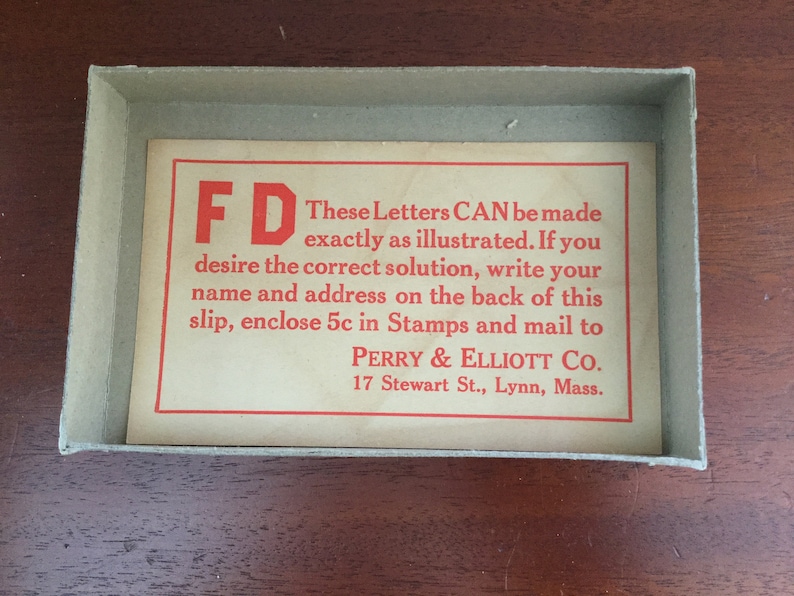 F D These Letters CAN be made
exactly as illustrated. If you
desire the correct solution, write your
name and address on the back of this
slip, enclose 5c in Stamps and mail to
PERRY & ELLIOTT CO.
17 Stewart St., Lynn, Mass.